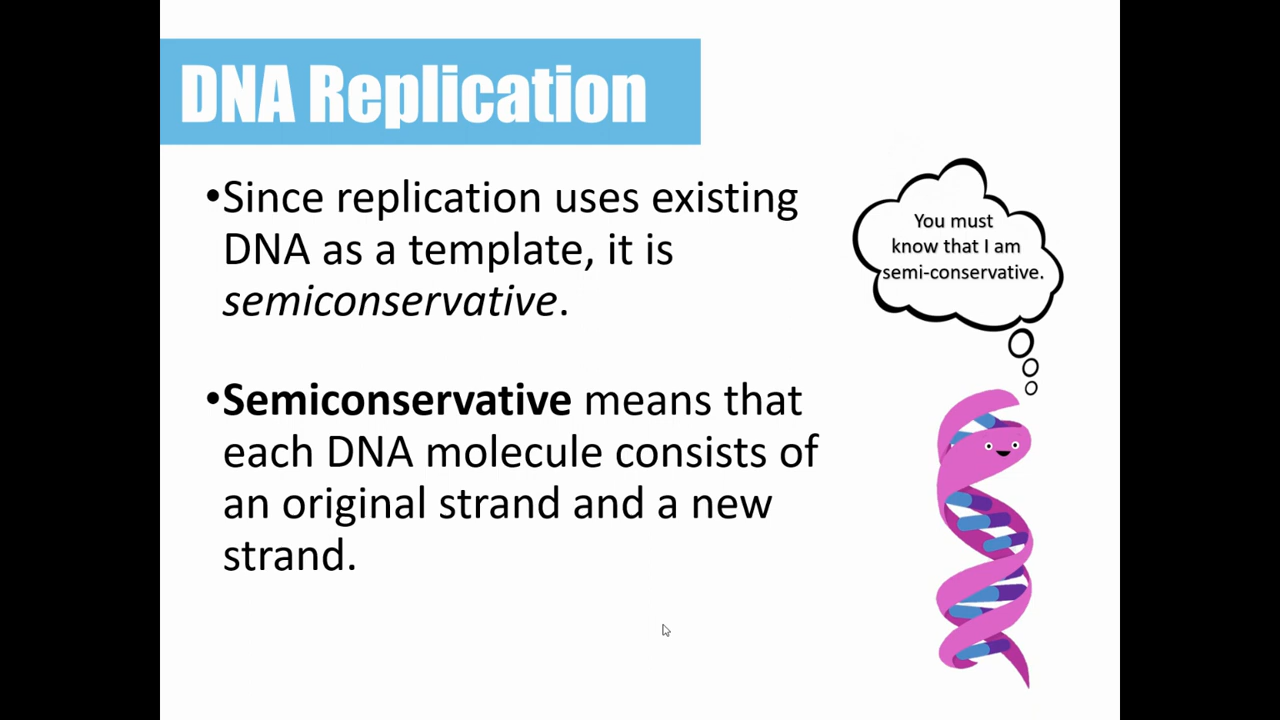 DNA Replication
•Since replication uses existing
DNA as a template, it is
semiconservative.
•Semiconservative means that
each DNA molecule consists of
an original strand and a new
strand.
You must
know that I am
semi-conservative.